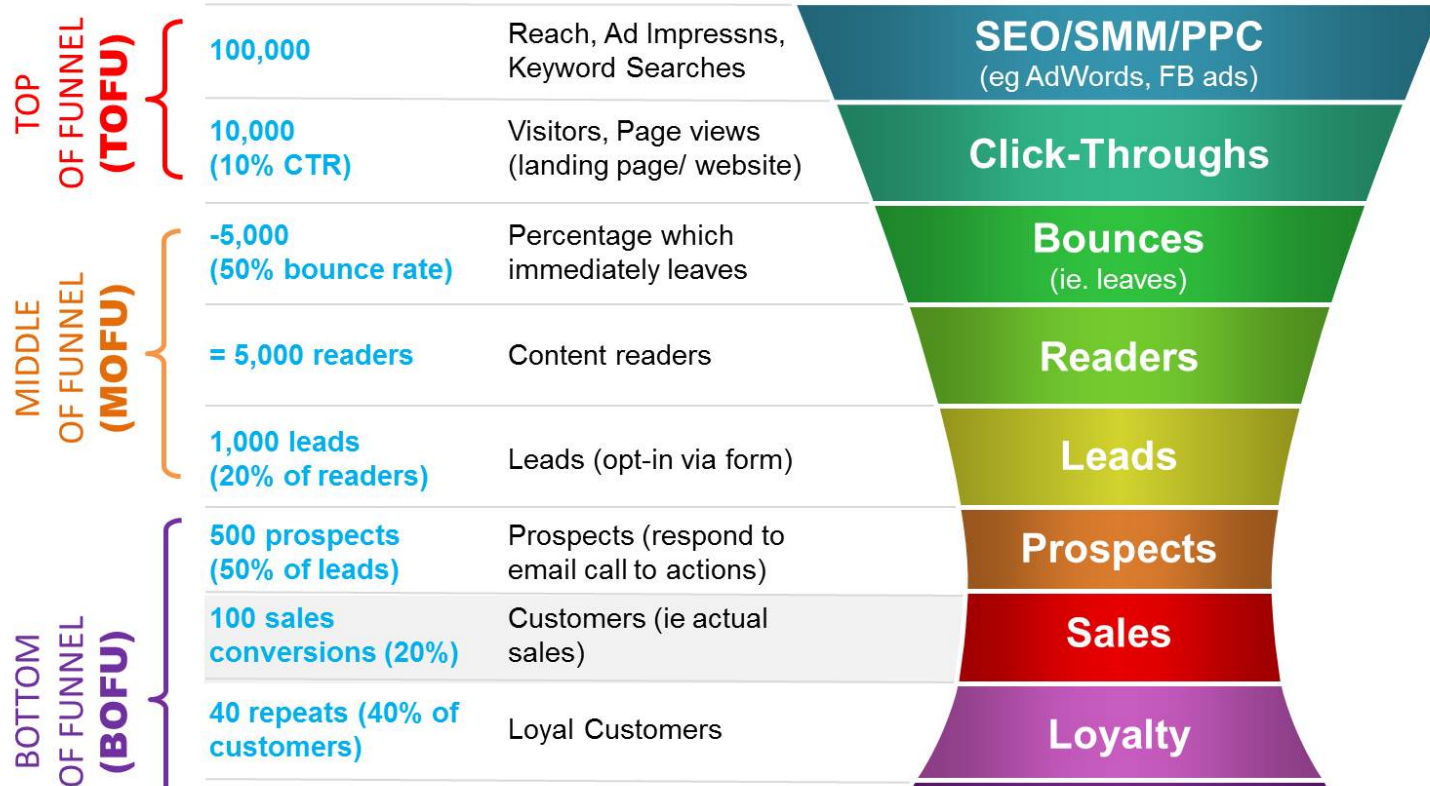 TOP
OF FUNNEL
(TOFU)
100,000
Reach, Ad Impressns,
Keyword Searches
SEO/SMM/PPC
(eg AdWords, FB ads)
10,000
(10% CTR)
Visitors, Page views
(landing page/ website)
Click-Throughs
MIDDLE
OF FUNNEL
(MOFU)
-5,000
(50% bounce rate)
Percentage which
immediately leaves
Bounces
(ie. leaves)
= 5,000 readers
Content readers
Readers
1,000 leads
(20% of readers)
Leads (opt-in via form)
Leads
BOTTOM
OF FUNNEL
(BOFU)
500 prospects
(50% of leads)
Prospects (respond to
email call to actions)
Prospects
100 sales
conversions (20%)
Customers (ie actual
sales)
Sales
40 repeats (40% of
customers)
Loyal Customers
Loyalty